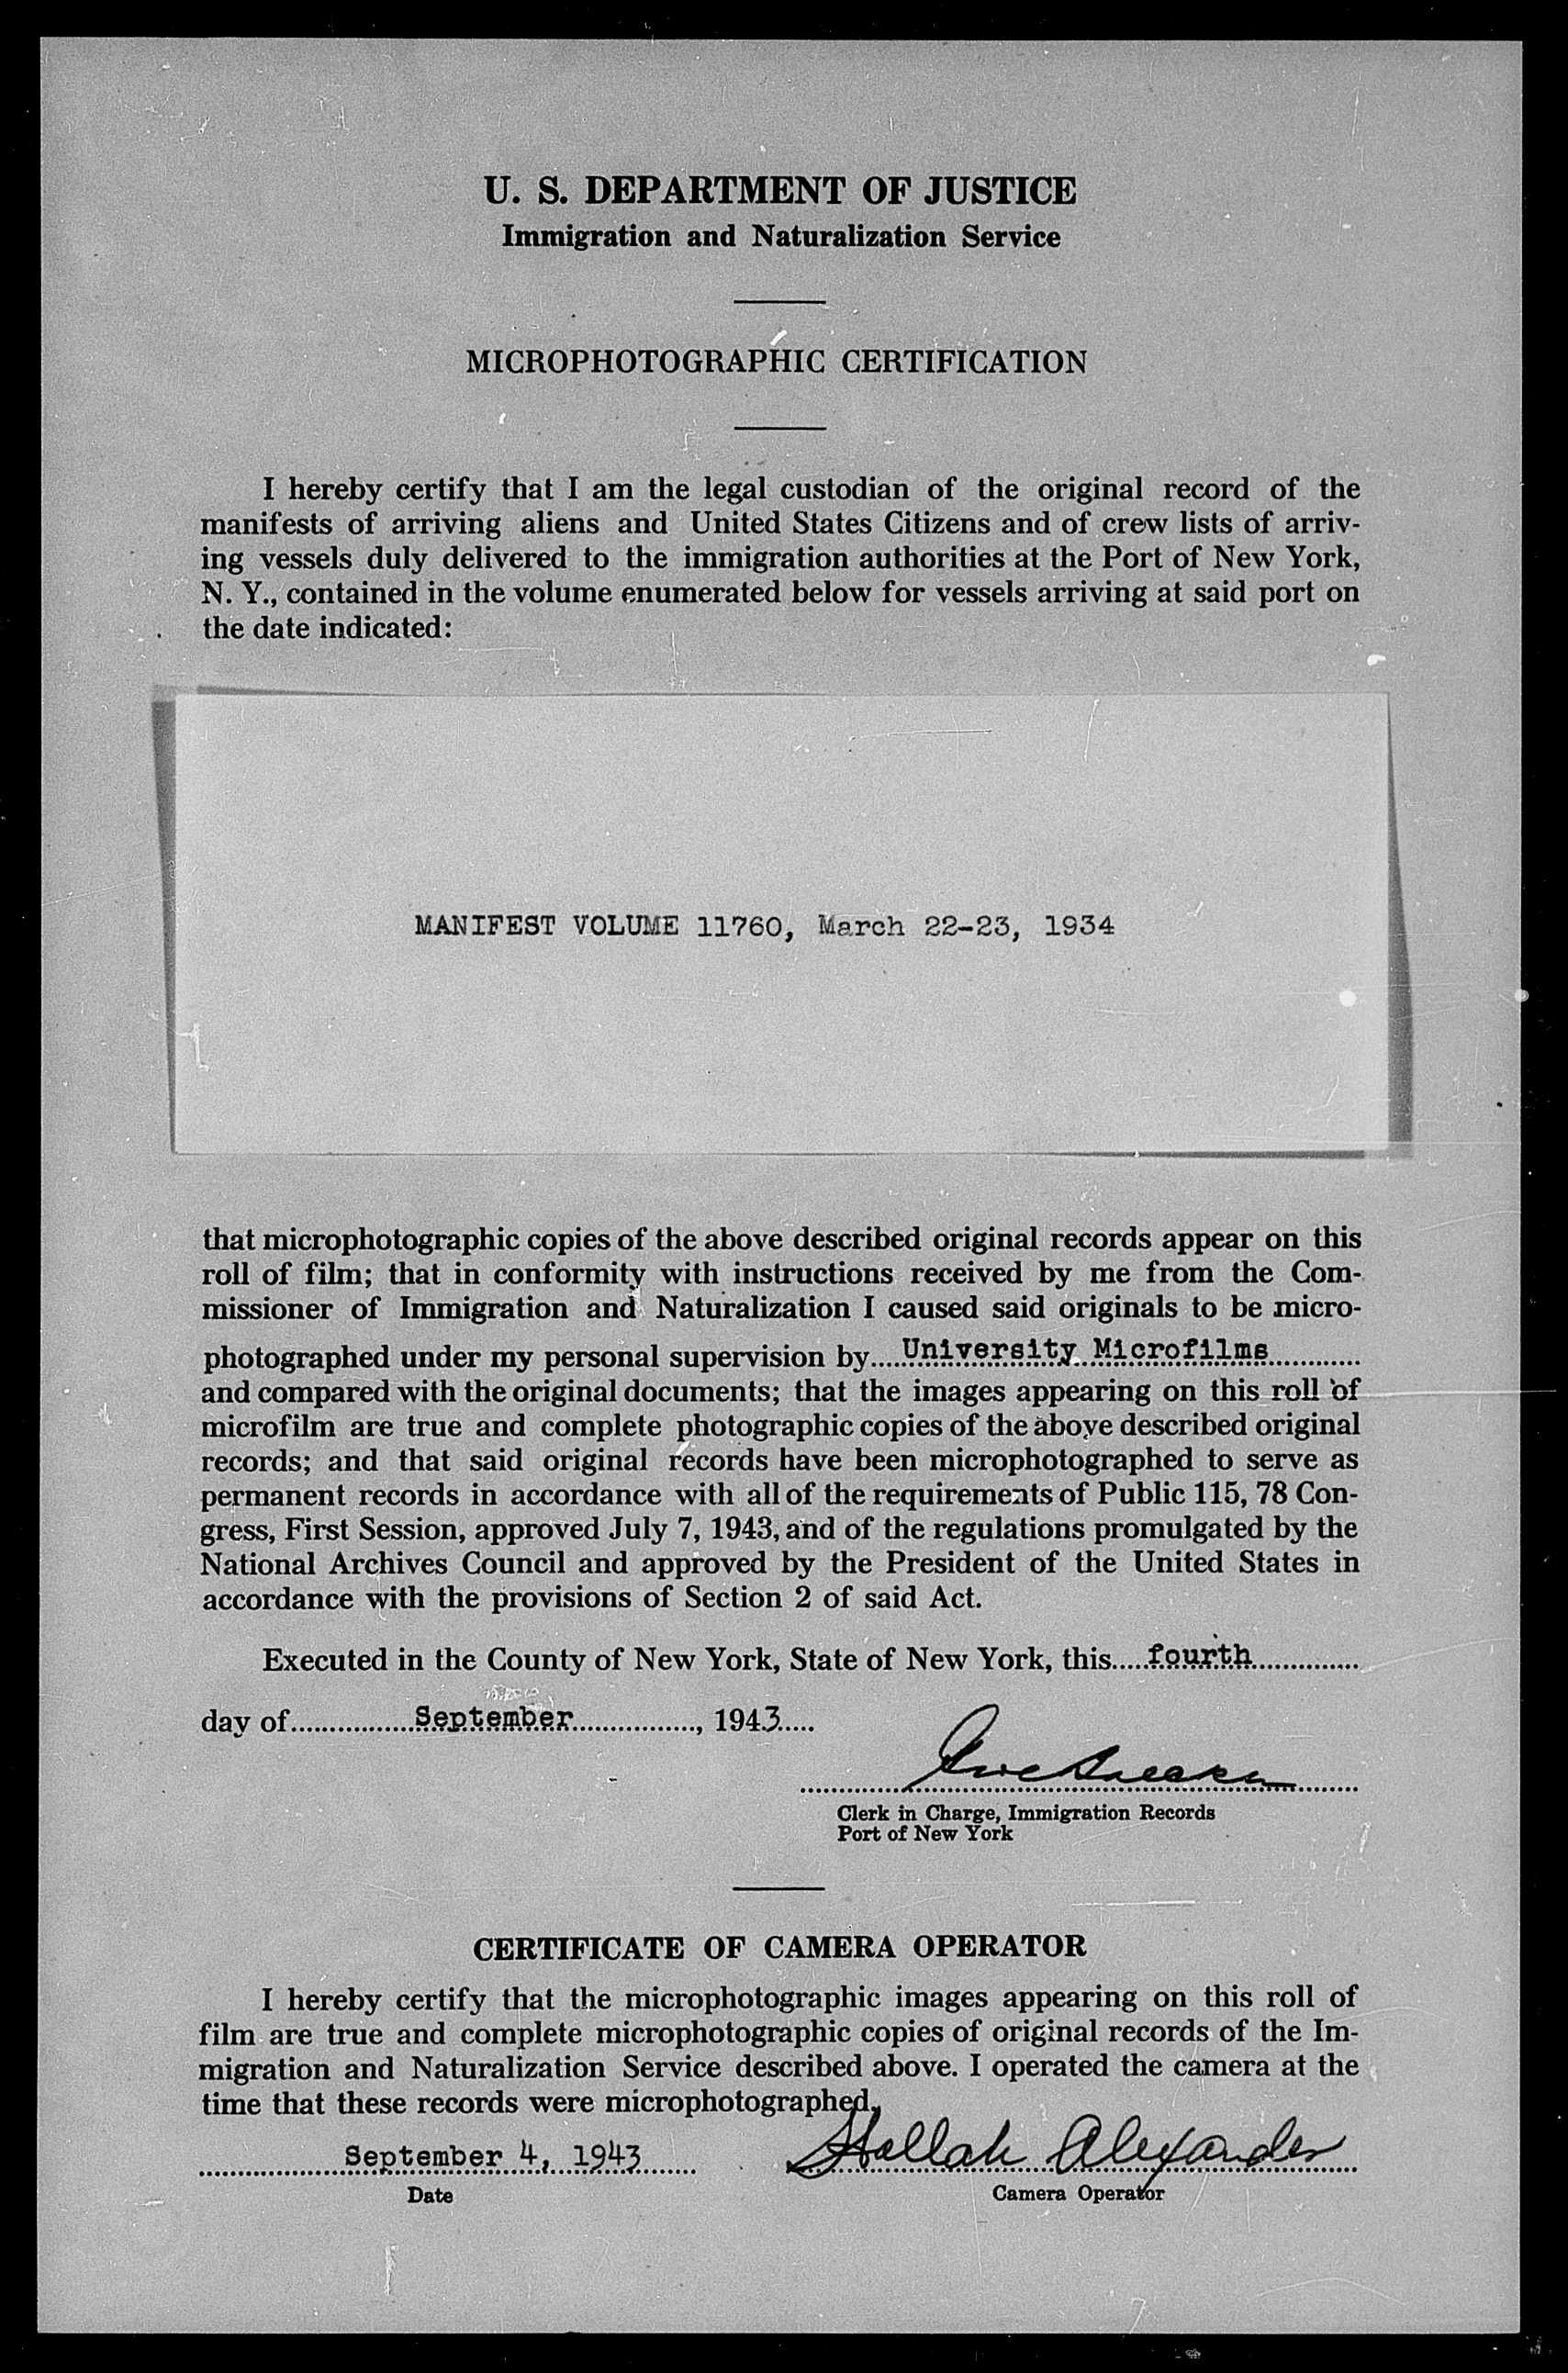 U. S. DEPARTMENT OF JUSTICE
Immigration and Naturalization Service
MICROPHOTOGRAPHIC CERTIFICATION
I hereby certify that I am the legal custodian of the original record of the
manifests of arriving aliens and United States Citizens and of crew lists of arriv-
ing vessels duly delivered to the immigration authorities at the Port of New York,
N. Y., contained in the volume enumerated below for vessels arriving at said port on
the date indicated:
MANIFEST VOLUME 11760, March 22-23, 1934
that microphotographic copies of the above described original records appear on this
roll of film; that in conformity with instructions received by me from the Com-
missioner of Immigration and Naturalization I caused said originals to be micro-
photographed under my personal supervision by.....University Microfilms............
and compared with the original documents; that the images appearing on this roll of
microfilm are true and complete photographic copies of the above described original
records; and that said original records have been microphotographed to serve as
permanent records in accordance with all of the requirements of Public 115, 78 Con-
gress, First Session, approved July 7, 1943, and of the regulations promulgated by the
National Archives Council and approved by the President of the United States in
accordance with the provisions of Section 2 of said Act.
Executed in the County of New York, State of New York, this.....fourth..............
day of................September................, 1943.....
Clerk in Charge, Immigration Records
Port of New York
CERTIFICATE OF CAMERA OPERATOR
I hereby certify that the microphotographic images appearing on this roll of
film are true and complete microphotographic copies of original records of the Im-
migration and Naturalization Service described above. I operated the camera at the
time that these records were microphotographed.
September 4, 1943 Alexander
Date Camera Operator